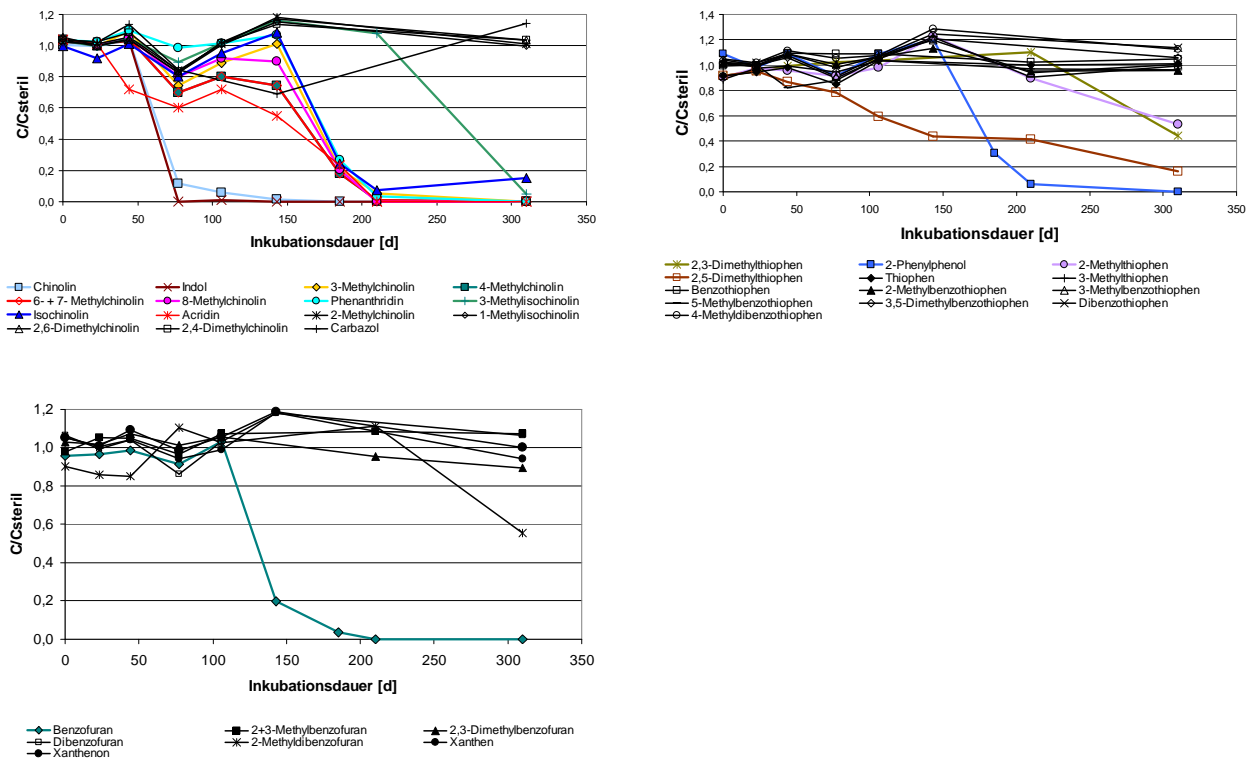 1,2
1,0
0,8
0,6
0,4
0,2
0,0
C/Csteril
0 50 100 150 200 250 300 350
Inkubationsdauer [d]
Chinolin Indol 3-Methylchinolin 4-Methylchinolin
6- + 7- Methylchinolin 8-Methylchinolin Phenanthridin 3-Methylisochinolin
Isochinolin Acridin 2-Methylchinolin 1-Methylisochinolin
2,6-Dimethylchinolin 2,4-Dimethylchinolin Carbazol
1,4
1,2
1,0
0,8
0,6
0,4
0,2
0,0
C/Csteril
0 50 100 150 200 250 300 350
Inkubationsdauer [d]
2,3-Dimethylthiophen 2-Phenylphenol 2-Methylthiophen
2,5-Dimethylthiophen Thiophen 3-Methylthiophen
Benzothiophen 2-Methylbenzothiophen 3-Methylbenzothiophen
5-Methylbenzothiophen 3,5-Dimethylbenzothiophen Dibenzothiophen
4-Methyldibenzothiophen
1,2
1,0
0,8
0,6
0,4
0,2
0,0
C/Csteril
0 50 100 150 200 250 300 350
Inkubationsdauer [d]
Benzofuran 2+3-Methylbenzofuran 2,3-Dimethylbenzofuran
Dibenzofuran 2-Methyldibenzofuran Xanthen
Xanthenon